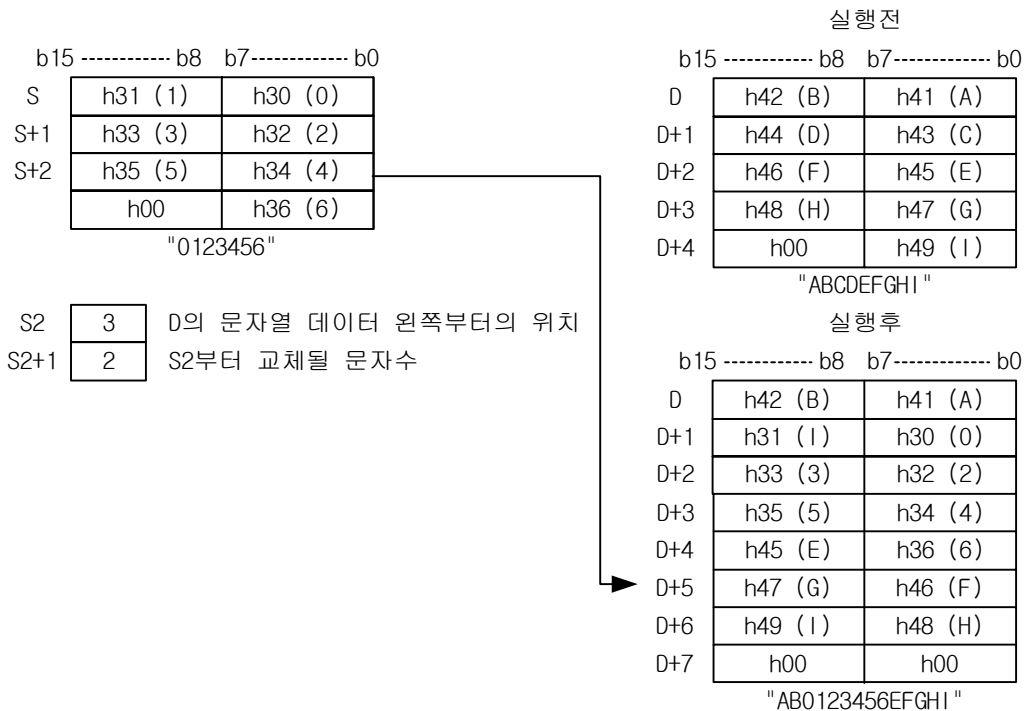 b15 ------------ b8 b7------------- b0
S h31 (1) h30 (0)
S+1 h33 (3) h32 (2)
S+2 h35 (5) h34 (4)
h00 h36 (6)
"0123456"
S2 3 D의 문자열 데이터 왼쪽부터의 위치
S2+1 2 S2부터 교체될 문자수
실행전
b15 ------------ b8 b7------------- b0
D h42 (B) h41 (A)
D+1 h44 (D) h43 (C)
D+2 h46 (F) h45 (E)
D+3 h48 (H) h47 (G)
D+4 h00 h49 (I)
"ABCDEFGHI"
실행후
b15 ------------ b8 b7------------- b0
D h42 (B) h41 (A)
D+1 h31 (I) h30 (0)
D+2 h33 (3) h32 (2)
D+3 h35 (5) h34 (4)
D+4 h45 (E) h36 (6)
D+5 h47 (G) h46 (F)
D+6 h49 (I) h48 (H)
D+7 h00 h00
"AB0123456EFGHI"